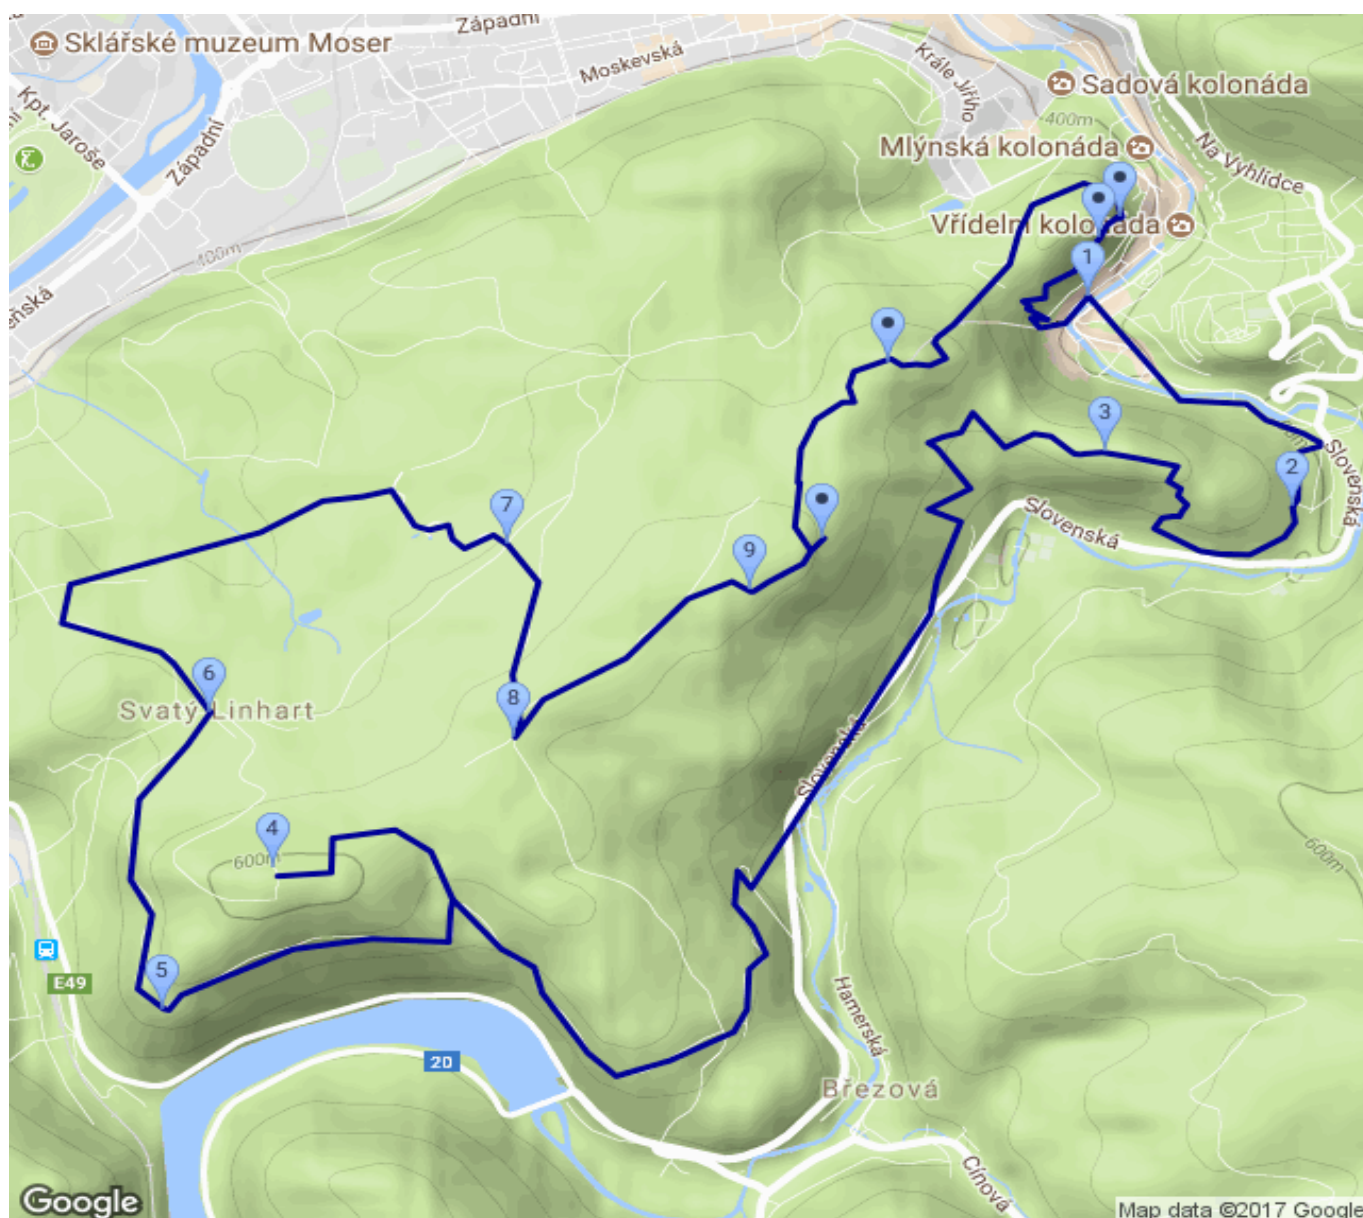 Západní
Sklářské muzeum Moser
Moskevská
Krále Jiřího
Sadová kolonáda
Kpt. Jaroše
Západní
400m
Mlýnská kolonáda
Na Vyhlídce
Vřídelní kolonáda
400m
1
3
2
Slovenská
Slovenská
7
9
6
8
Svatý Linhart
Slovenská
4
600m
600m
5
E49
Hamerská
20
Březová
Cínová
Google
Map data ©2017 Google